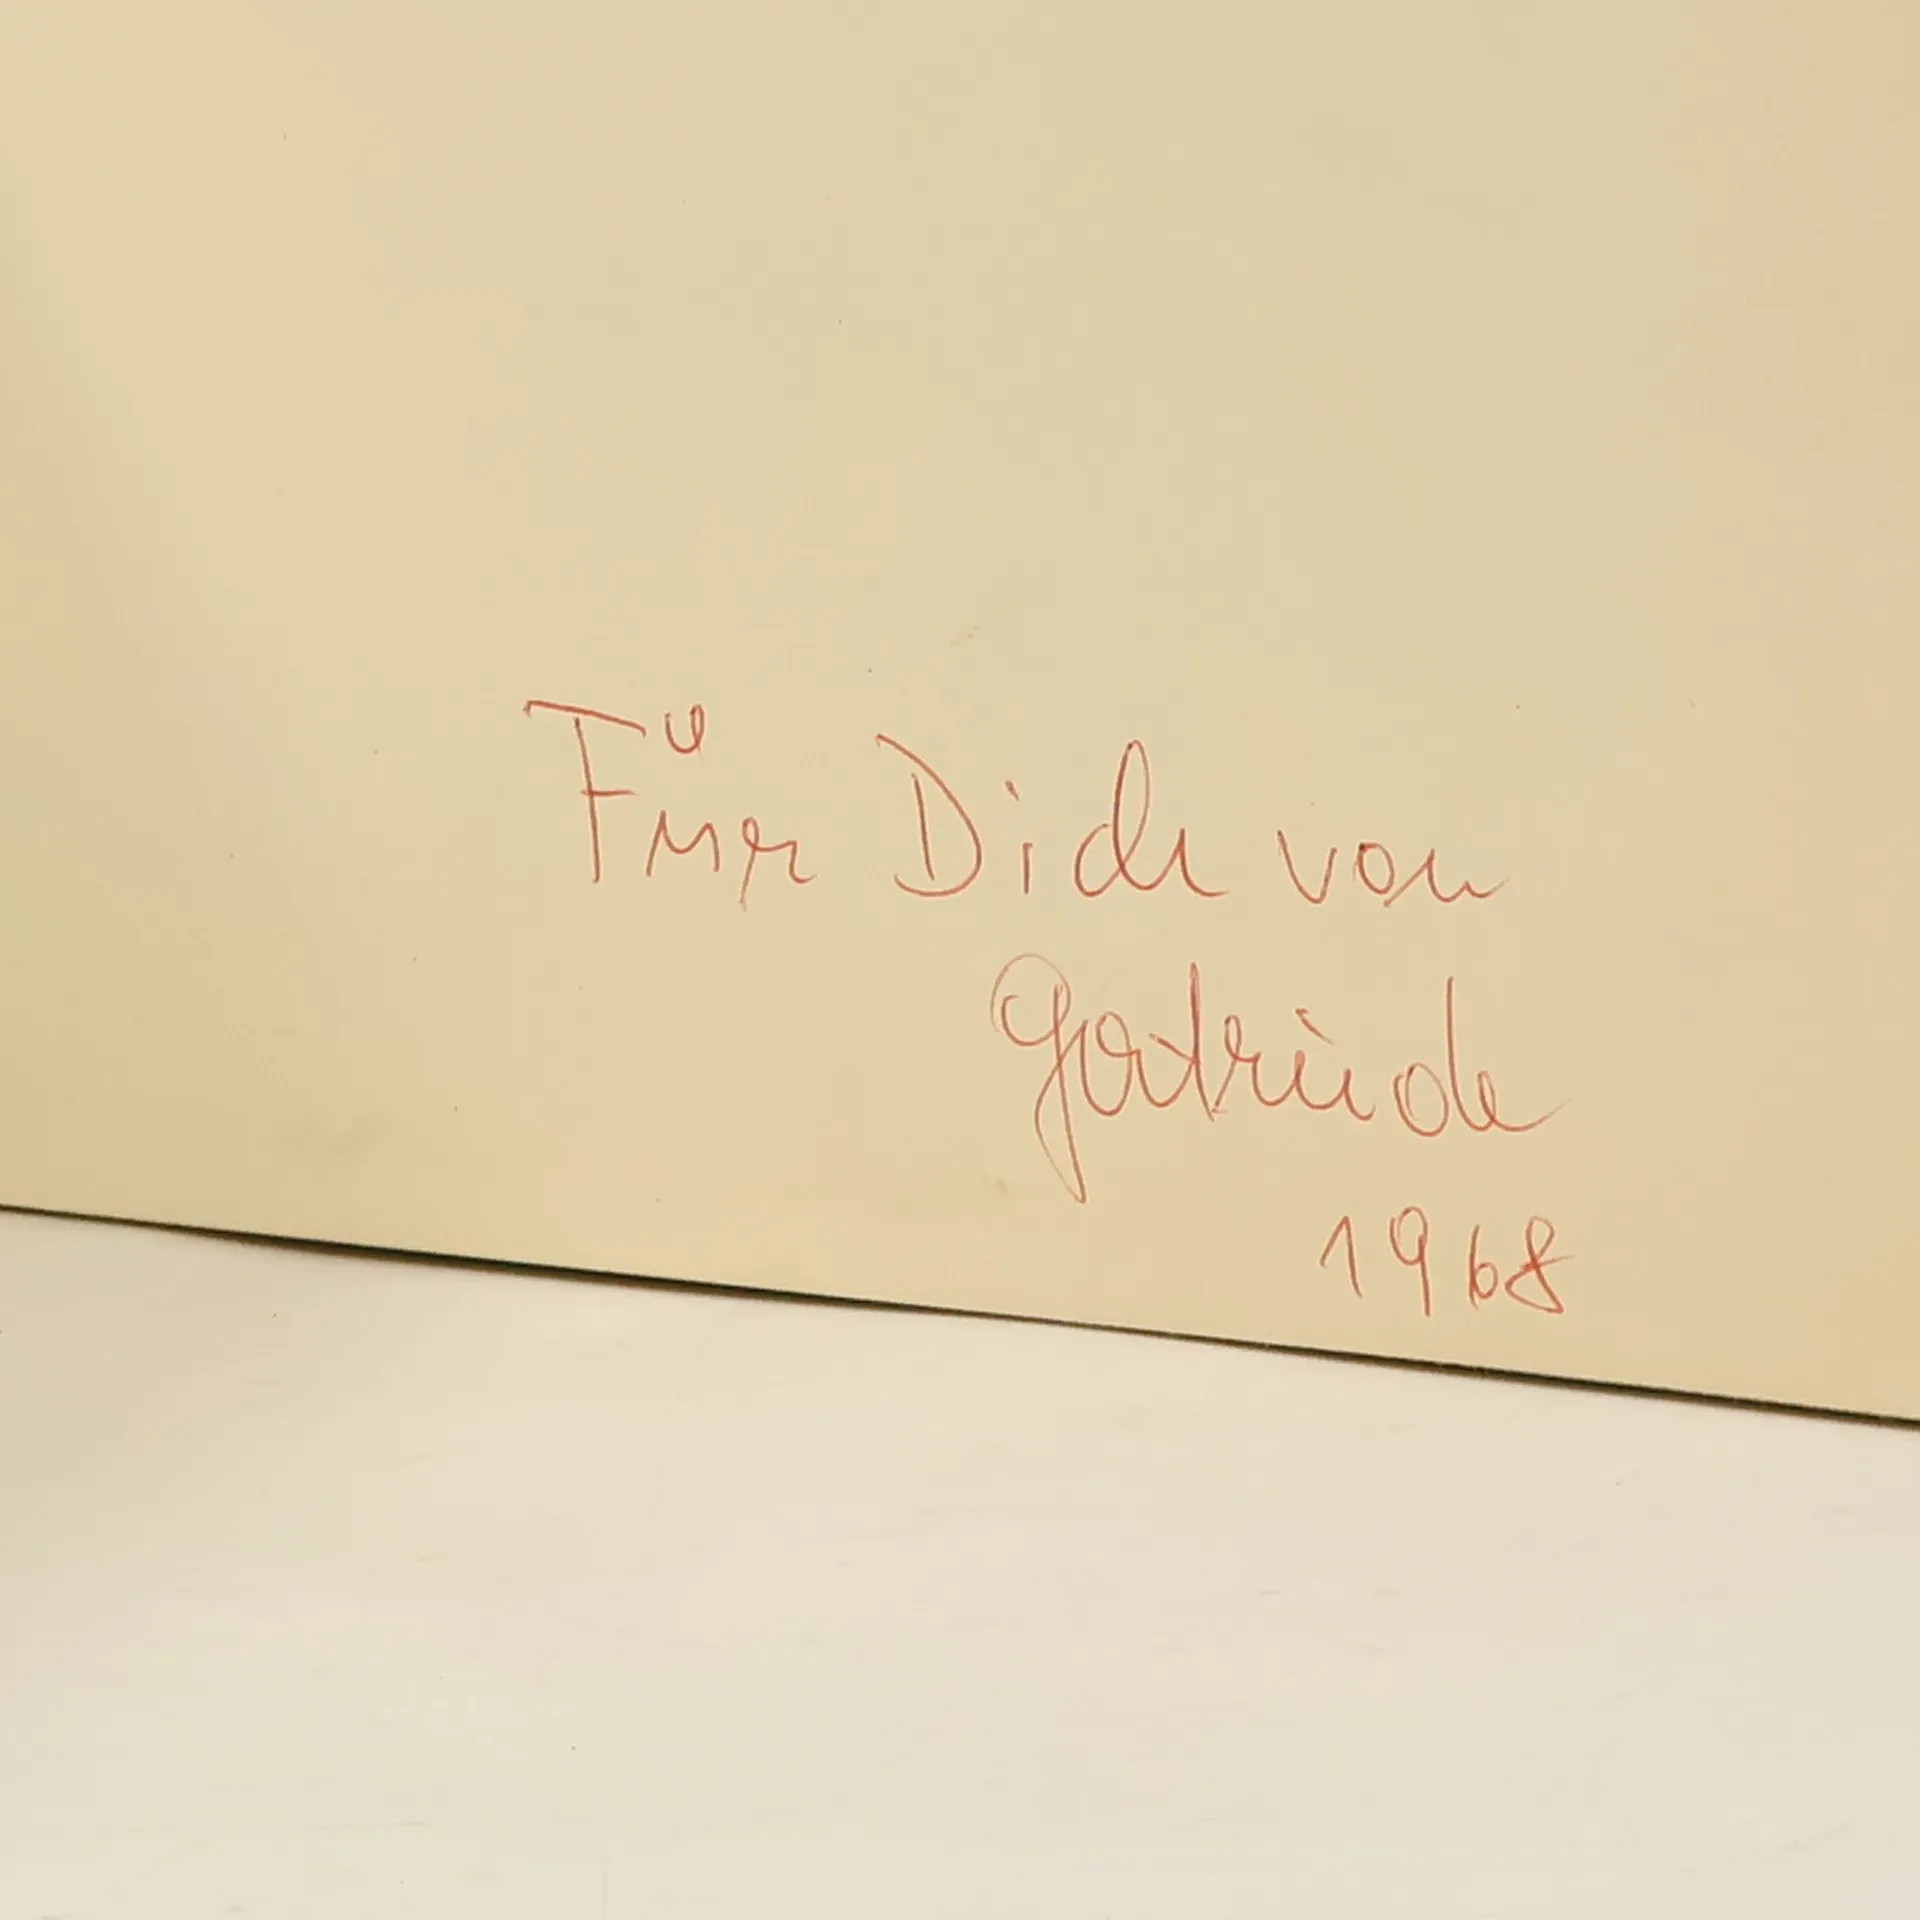 Für Dich von
Gertrude
1968